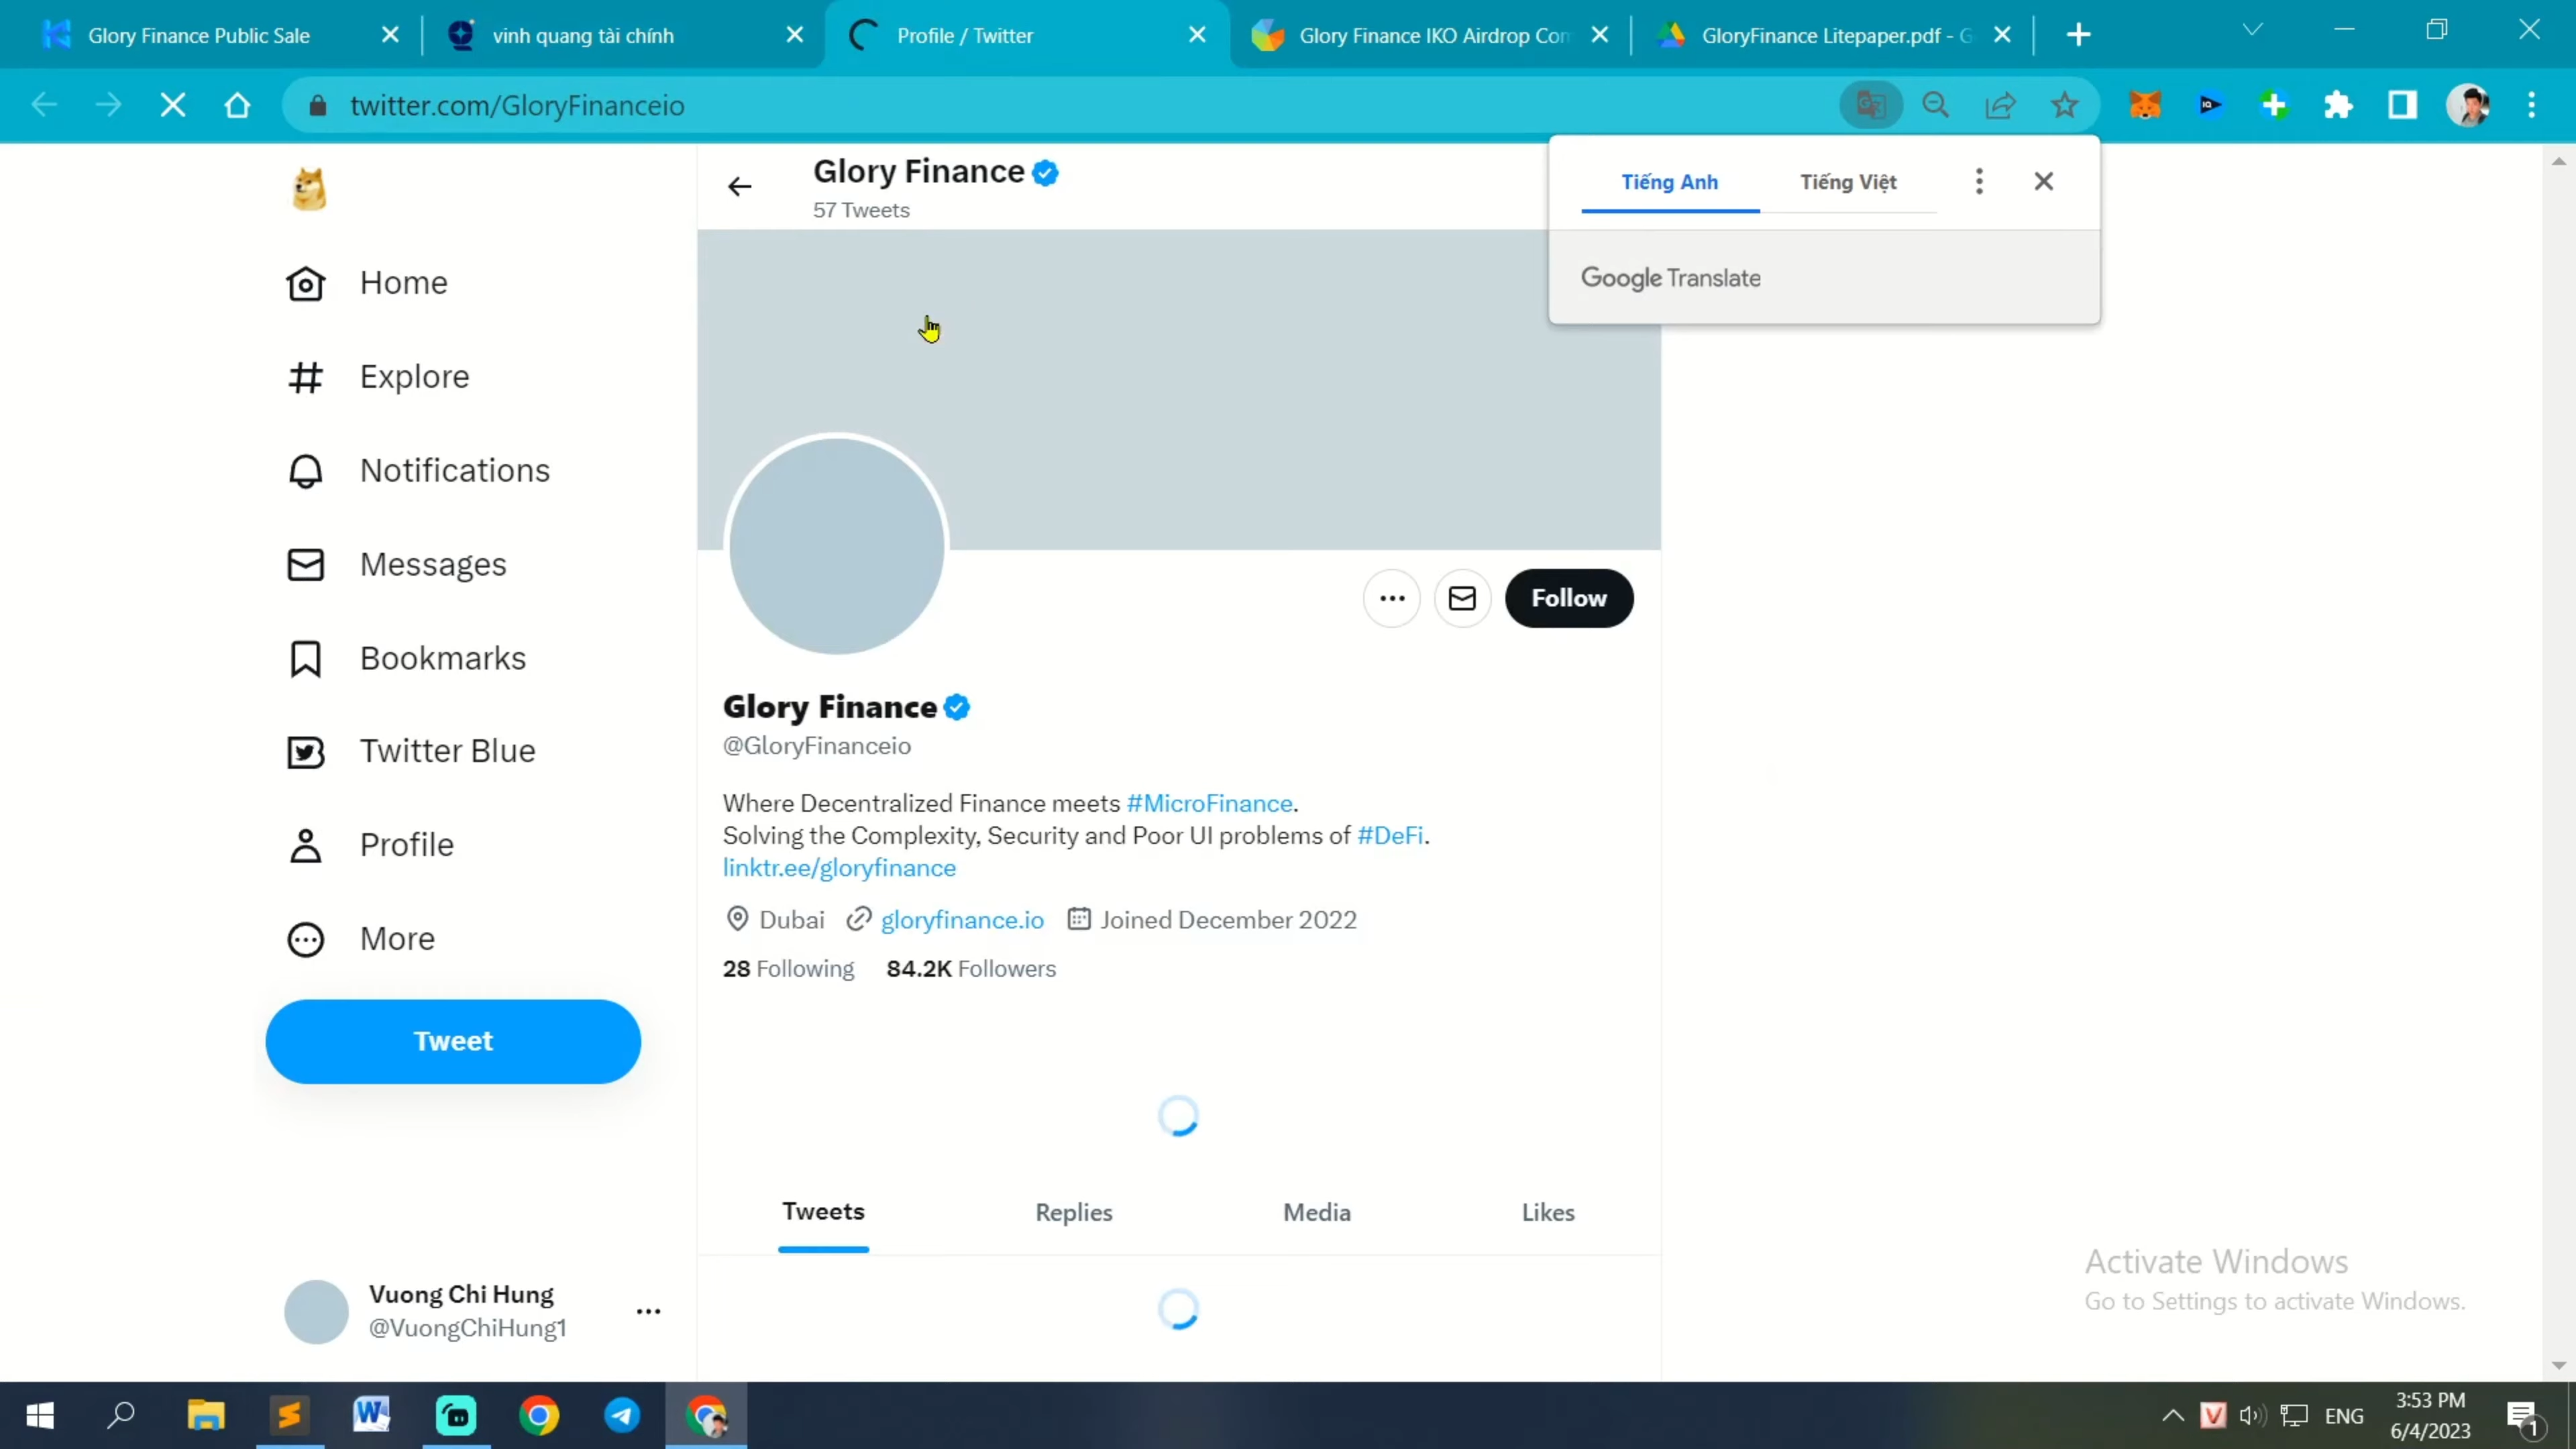 Glory Finance Public Sale
vinh quang tài chính
Profile / Twitter
Glory Finance IKO Airdrop Con
GloryFinance Litepaper.pdf - G
twitter.com/GloryFinanceio
Glory Finance
57 Tweets
Tiếng Anh
Tiếng Việt
Google Translate
Home
Explore
Notifications
Messages
Bookmarks
Twitter Blue
Profile
More
Tweet
Vuong Chi Hung
@VuongChiHung1
Follow
Glory Finance
@GloryFinanceio
Where Decentralized Finance meets #MicroFinance.
Solving the Complexity, Security and Poor UI problems of #DeFi.
linktr.ee/gloryfinance
Dubai gloryfinance.io Joined December 2022
28 Following 84.2K Followers
Tweets
Replies
Media
Likes
Activate Windows
Go to Settings to activate Windows.
ENG
3:53 PM
6/4/2023
1